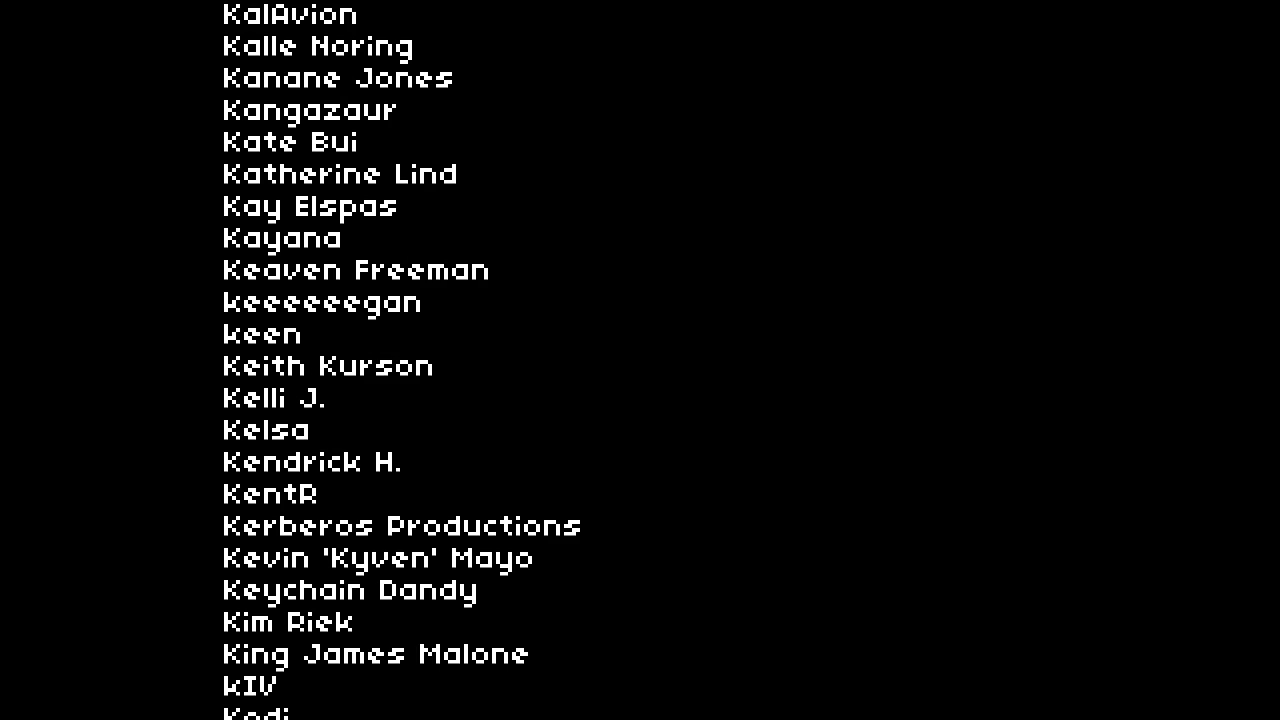 KalAvion
Kalle Noring
Kanane Jones
Kangazaur
Kate Bui
Katherine Lind
Kay Elspas
Kayana
Keaven Freeman
keeeeeegan
keen
Keith Kurson
Kelli J.
Kelsa
Kendrick H.
KentR
Kerberos Productions
Kevin 'Kyven' Mayo
Keychain Dandy
Kim Riek
King James Malone
kIV
Kodi